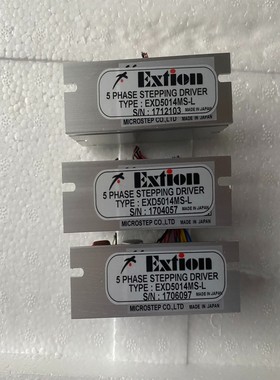 Extion
5 PHASE STEPPING DRIVER
TYPE : EXD5014MS-L
S/N : 1712103
MADE IN JAPAN
MICROSTEP CO.,LTD
Extion
5 PHASE STEPPING DRIVER
TYPE : EXD5014MS-L
S/N : 1704057
MADE IN JAPAN
MICROSTEP CO.,LTD
Extion
5 PHASE STEPPING DRIVER
TYPE : EXD5014MS-L
S/N : 1706097
MADE IN JAPAN
MICROSTEP CO.,LTD